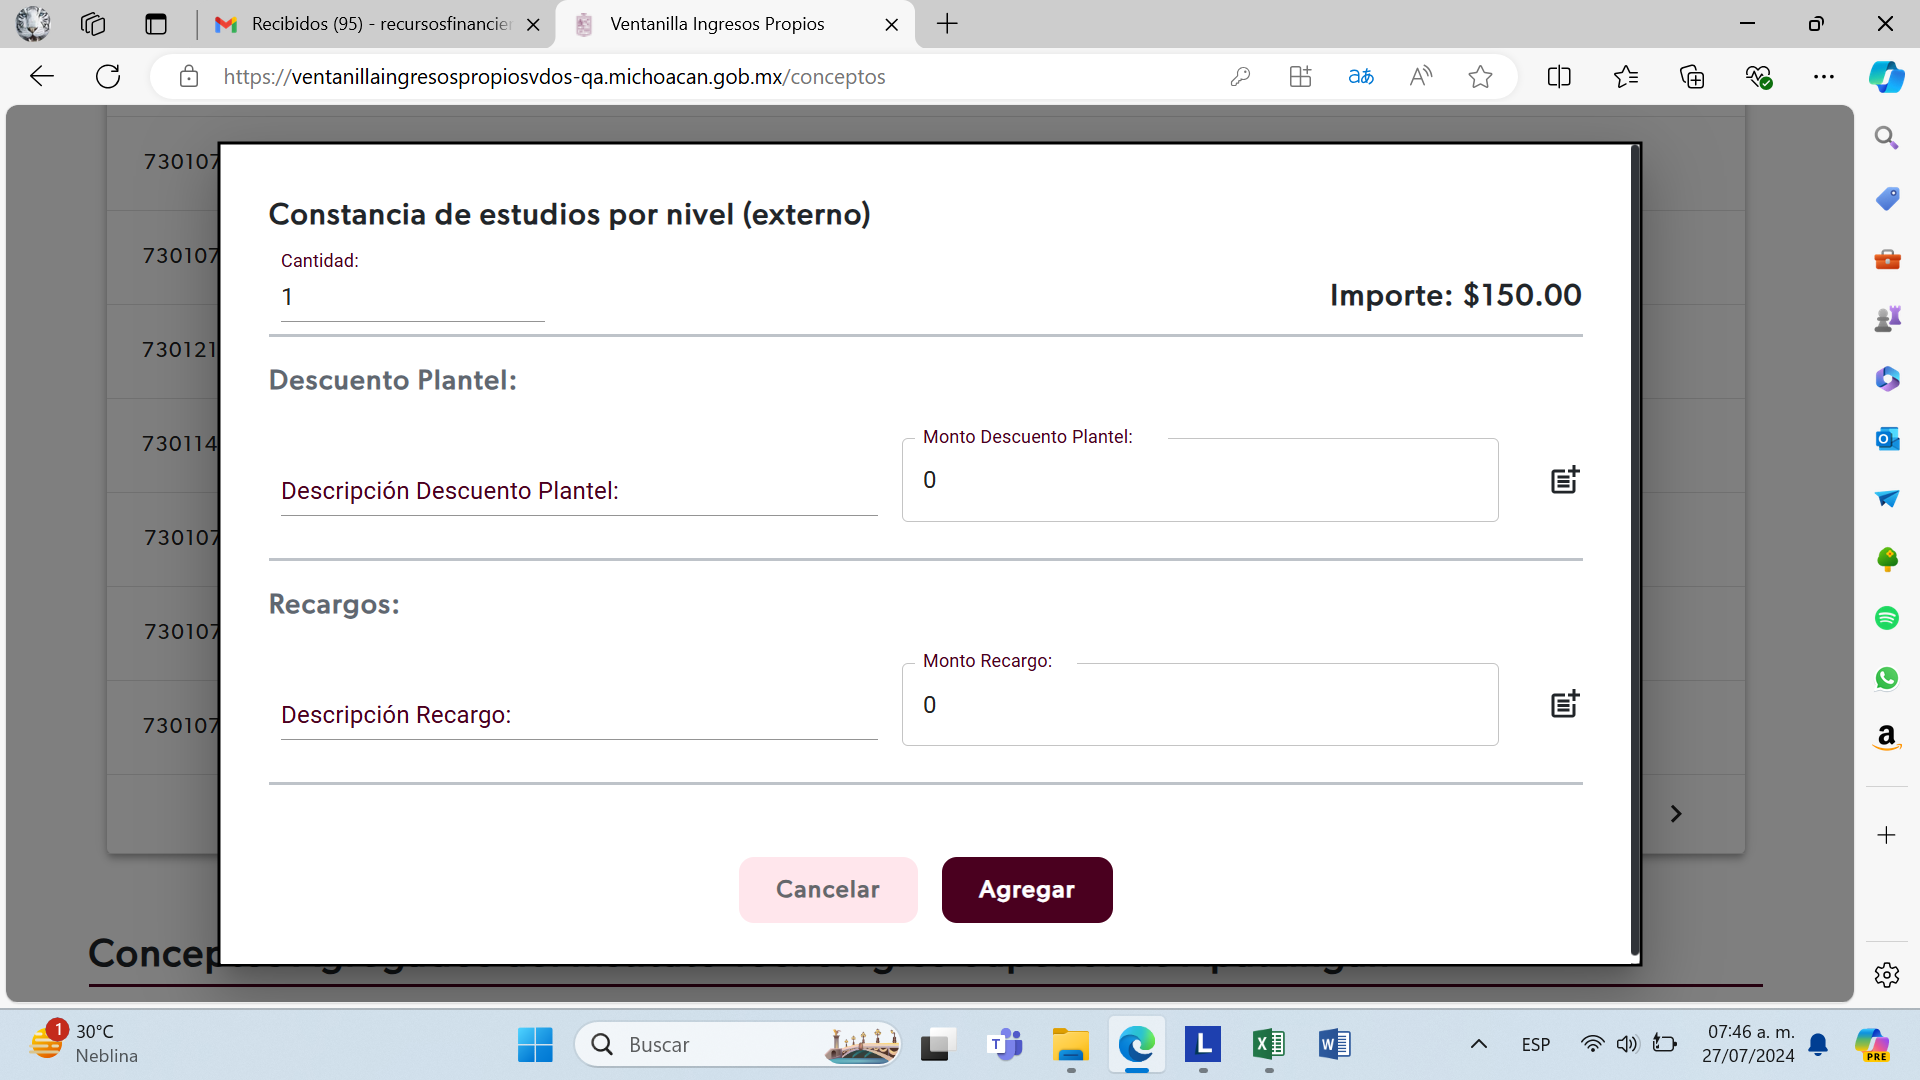 Recibidos (95) - recursosfinancier
Ventanilla Ingresos Propios
https://ventanillaingresospropiosvdos-qa.michoacan.gob.mx/conceptos
730107
730107
730121
730114
730107
730107
730107
Constancia de estudios por nivel (externo)
Cantidad:
1
Importe: $150.00
Descuento Plantel:
Descripción Descuento Plantel:
Monto Descuento Plantel:
0
Recargos:
Descripción Recargo:
Monto Recargo:
0
Cancelar
Agregar
1
30°C
Neblina
Buscar
ESP
07:46 a. m.
27/07/2024
PRE